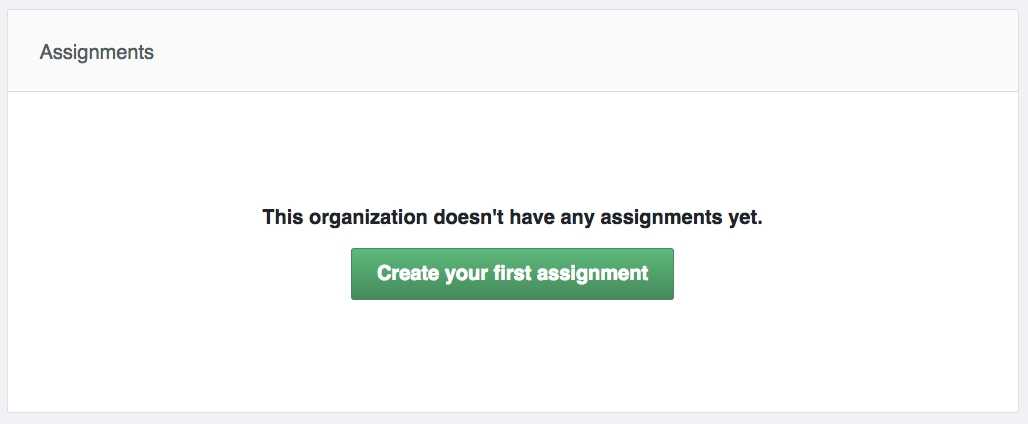 Assignments
This organization doesn't have any assignments yet.
Create your first assignment